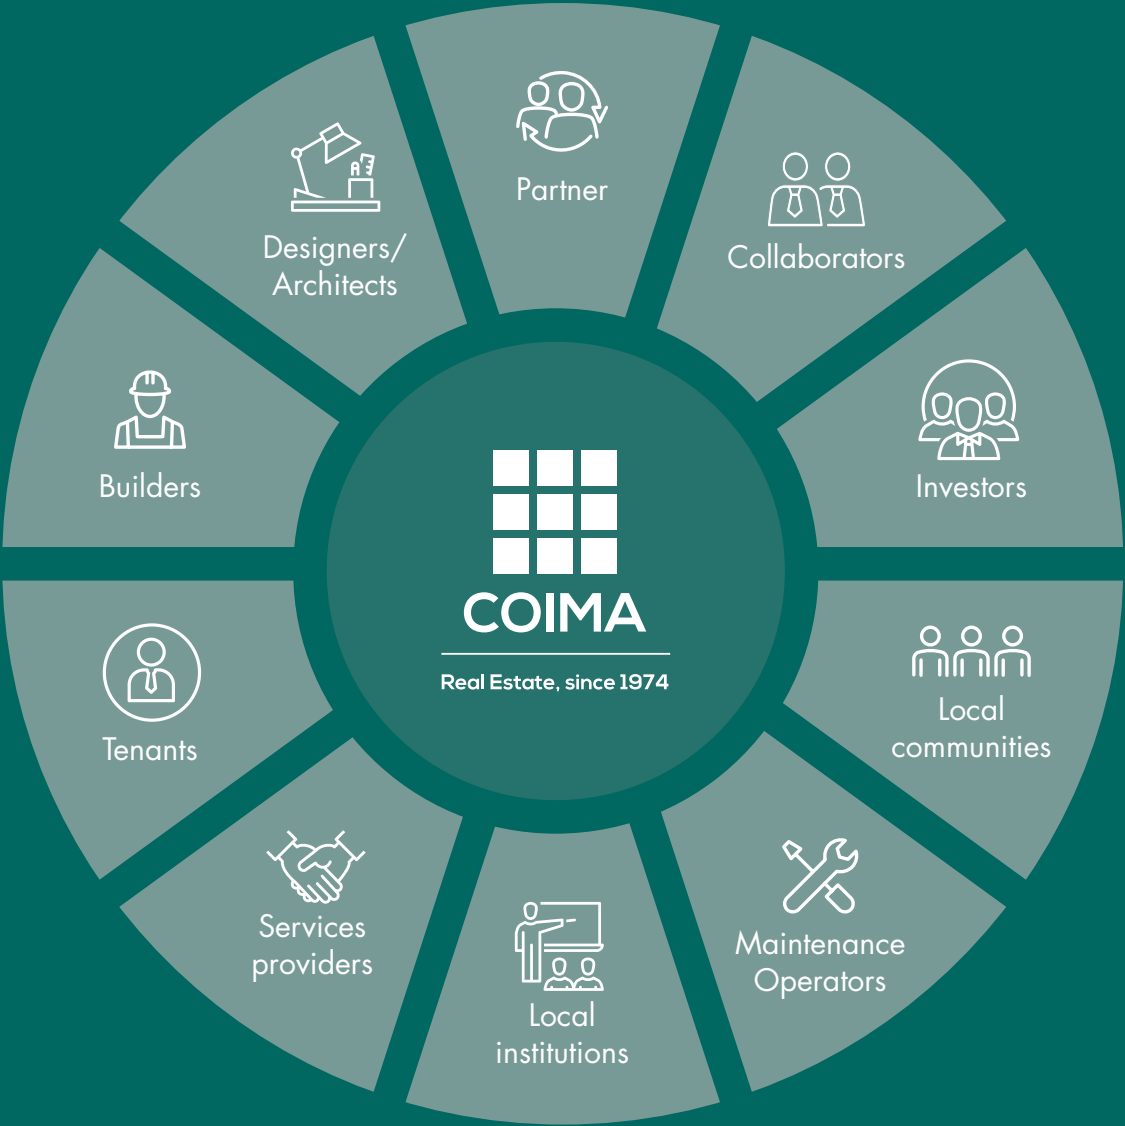 Partner
Collaborators
Investors
Local
communities
Maintenance
Operators
Local
institutions
Services
providers
Tenants
Builders
Designers/
Architects
COIMA
Real Estate, since 1974